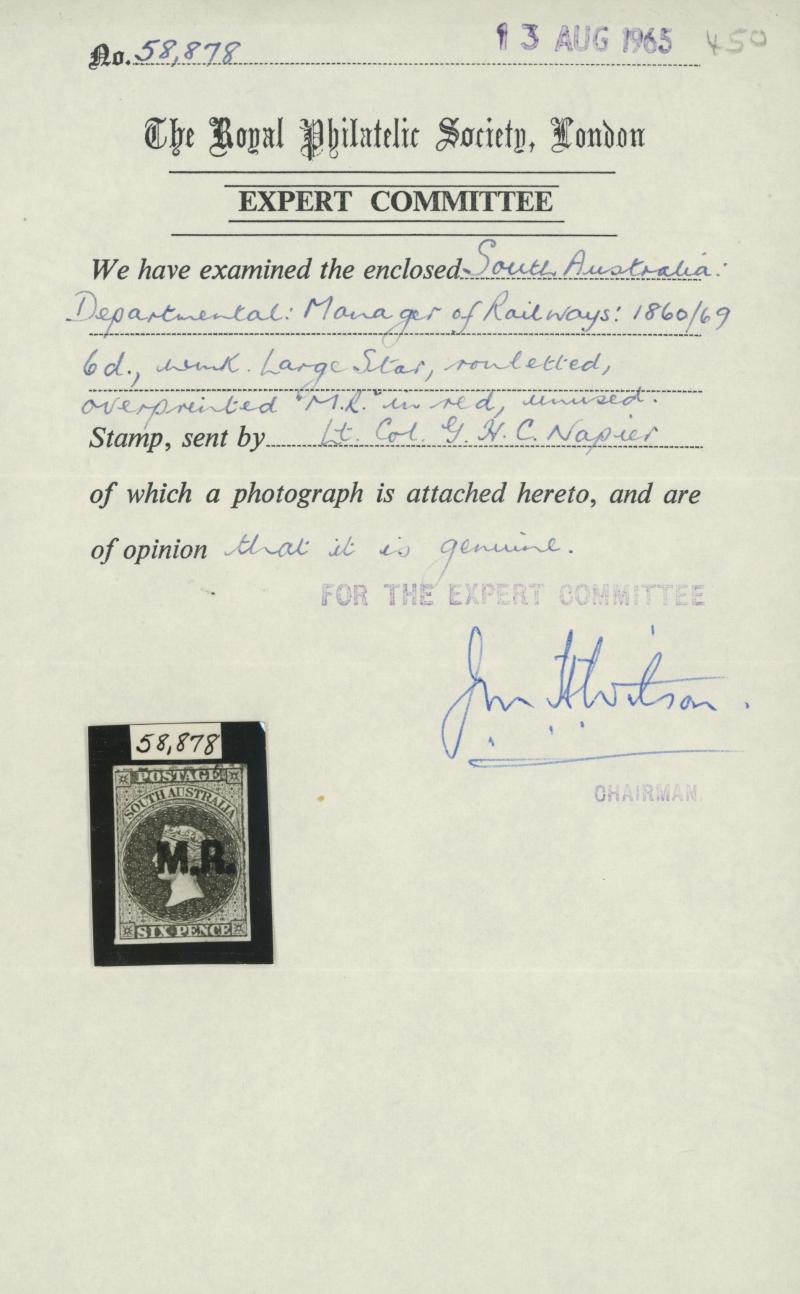 No. 58,878
13 AUG 1965 450
The Royal Philatelic Society, London
EXPERT COMMITTEE
We have examined the enclosed South Australia:
Departmental: Manager of Railways: 1860/69
6d., wmk. Large Star, rouletted,
overprinted "M.R." in red, unused.
Stamp, sent by Lt. Col. G. H. C. Napier
of which a photograph is attached hereto, and are
of opinion that it is genuine.
FOR THE EXPERT COMMITTEE
Jn HWilson.
CHAIRMAN.
58,878
POSTAGE
SOUTH AUSTRALIA
M.R.
SIX PENCE